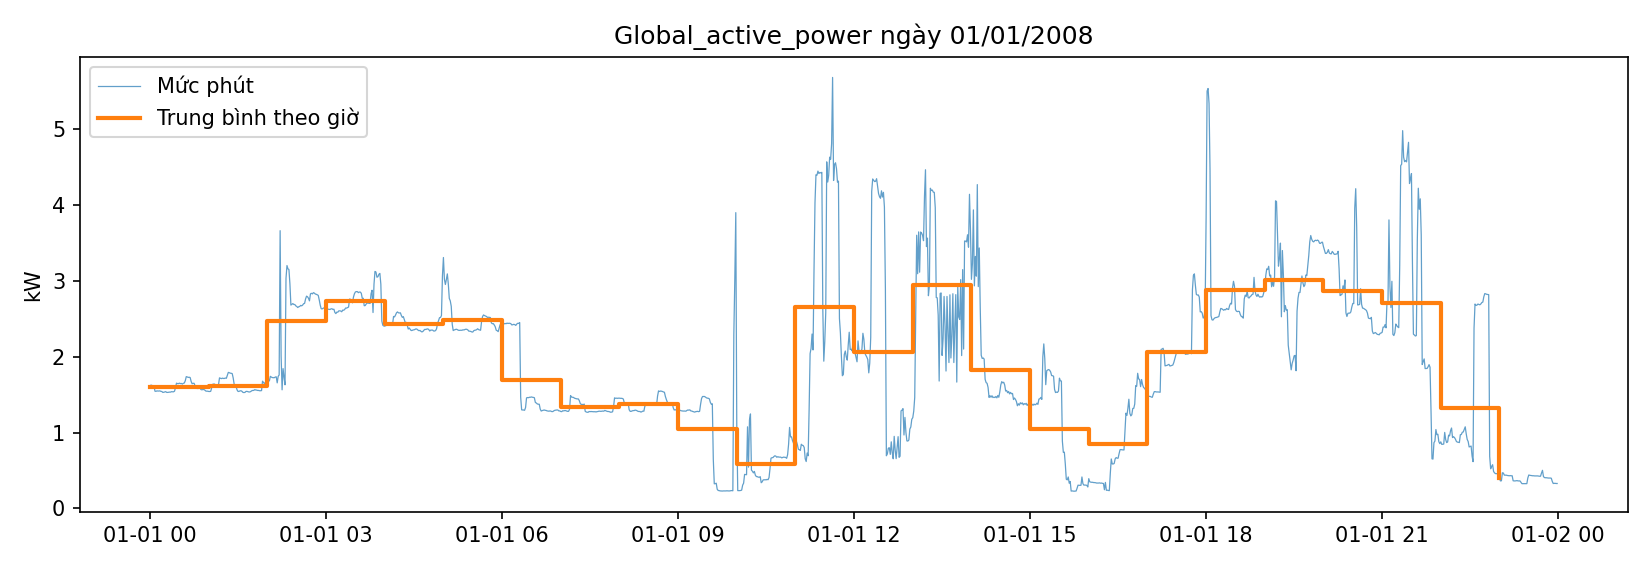 Global_active_power ngày 01/01/2008
Mức phút
Trung bình theo giờ
kW
5
4
3
2
1
0
01-01 00 01-01 03 01-01 06 01-01 09 01-01 12 01-01 15 01-01 18 01-01 21 01-02 00